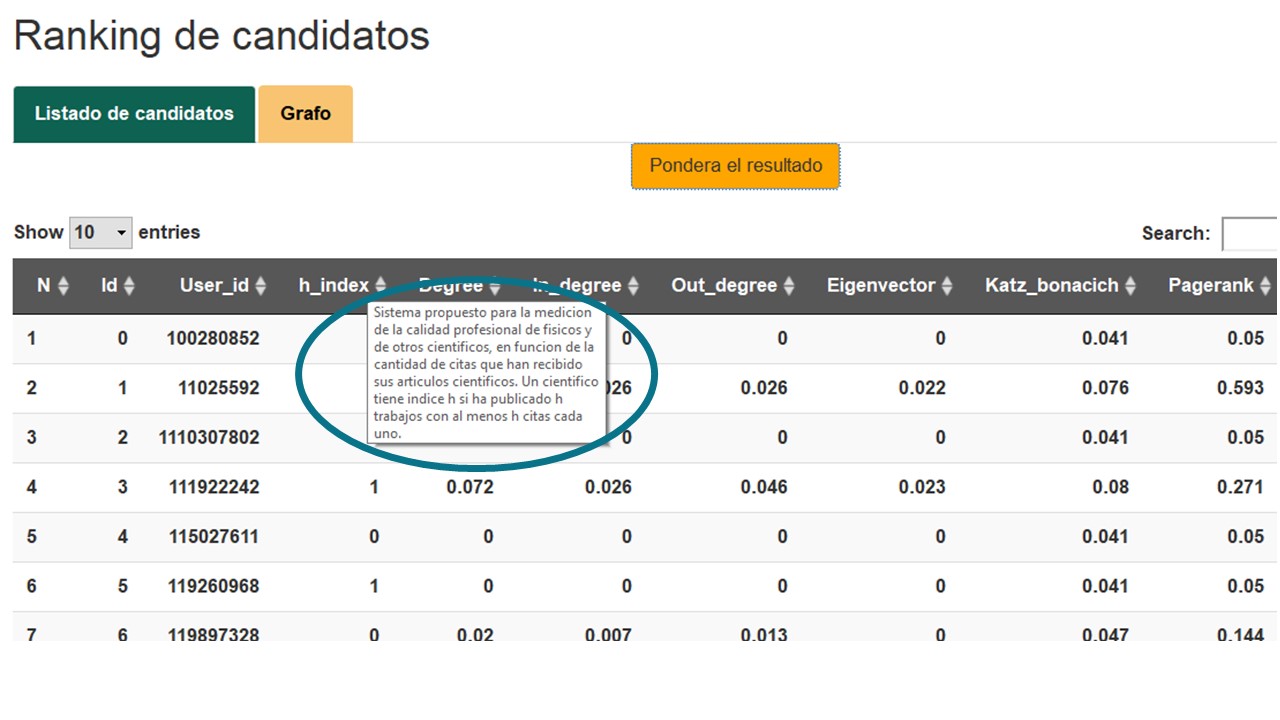 Ranking de candidatos
Listado de candidatos Grafo
Pondera el resultado
Show 10 entries Search:
N Id User_id h_index Degree In_degree Out_degree Eigenvector Katz_bonacich Pagerank
Sistema propuesto para la medicion
de la calidad profesional de fisicos y
de otros cientificos, en funcion de la
cantidad de citas que han recibido
sus articulos cientificos. Un cientifico
tiene indice h si ha publicado h
trabajos con al menos h citas cada
uno.
1 0 100280852 0 0 0 0.041 0.05
2 1 11025592 0.026 0.022 0.076 0.593
3 2 1110307802 0 0 0 0.041 0.05
4 3 111922242 1 0.072 0.026 0.046 0.023 0.08 0.271
5 4 115027611 0 0 0 0 0 0.041 0.05
6 5 119260968 1 0 0 0 0 0.041 0.05
7 6 119897328 0 0.02 0.007 0.013 0 0.047 0.144